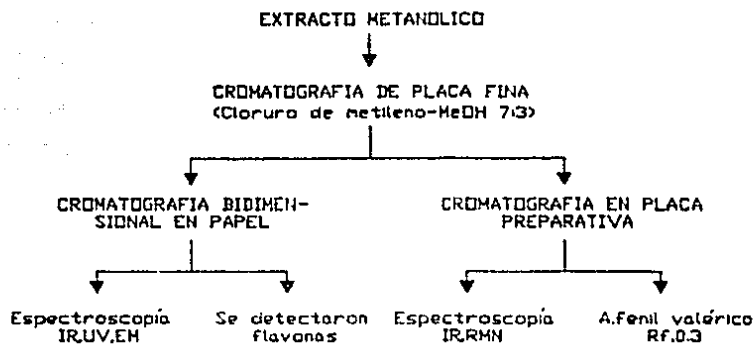 EXTRACTO METANOLICO
CROMATOGRAFIA DE PLACA FINA
(Cloruro de metileno-MeOH 7:3)
CROMATOGRAFIA BIDIMEN-
SIONAL EN PAPEL
CROMATOGRAFIA EN PLACA
PREPARATIVA
Espectroscopía
IR,UV,EM
Se detectaron
flavonas
Espectroscopía
IR,RMN
A.fenil valérico
Rf.0.3